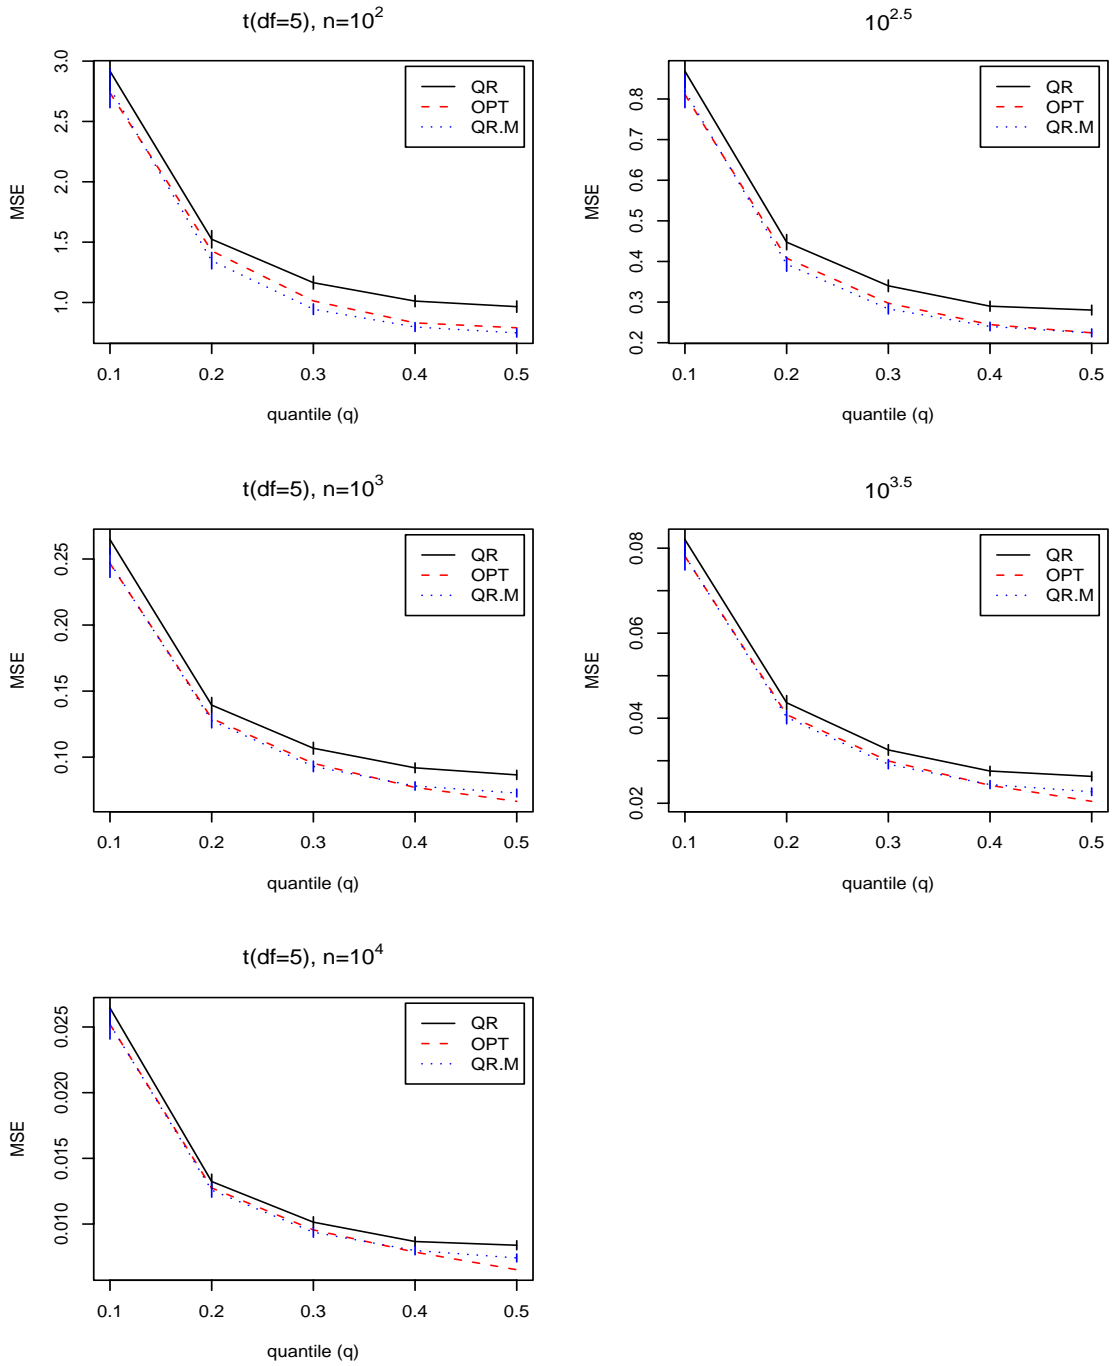 t(df=5), n=10^2
MSE
3.0
2.5
2.0
1.5
1.0
QR
OPT
QR.M
0.1 0.2 0.3 0.4 0.5
quantile (q)
10^2.5
MSE
0.8
0.7
0.6
0.5
0.4
0.3
0.2
QR
OPT
QR.M
0.1 0.2 0.3 0.4 0.5
quantile (q)
t(df=5), n=10^3
MSE
0.25
0.20
0.15
0.10
QR
OPT
QR.M
0.1 0.2 0.3 0.4 0.5
quantile (q)
10^3.5
MSE
0.08
0.06
0.04
0.02
QR
OPT
QR.M
0.1 0.2 0.3 0.4 0.5
quantile (q)
t(df=5), n=10^4
MSE
0.025
0.020
0.015
0.010
QR
OPT
QR.M
0.1 0.2 0.3 0.4 0.5
quantile (q)